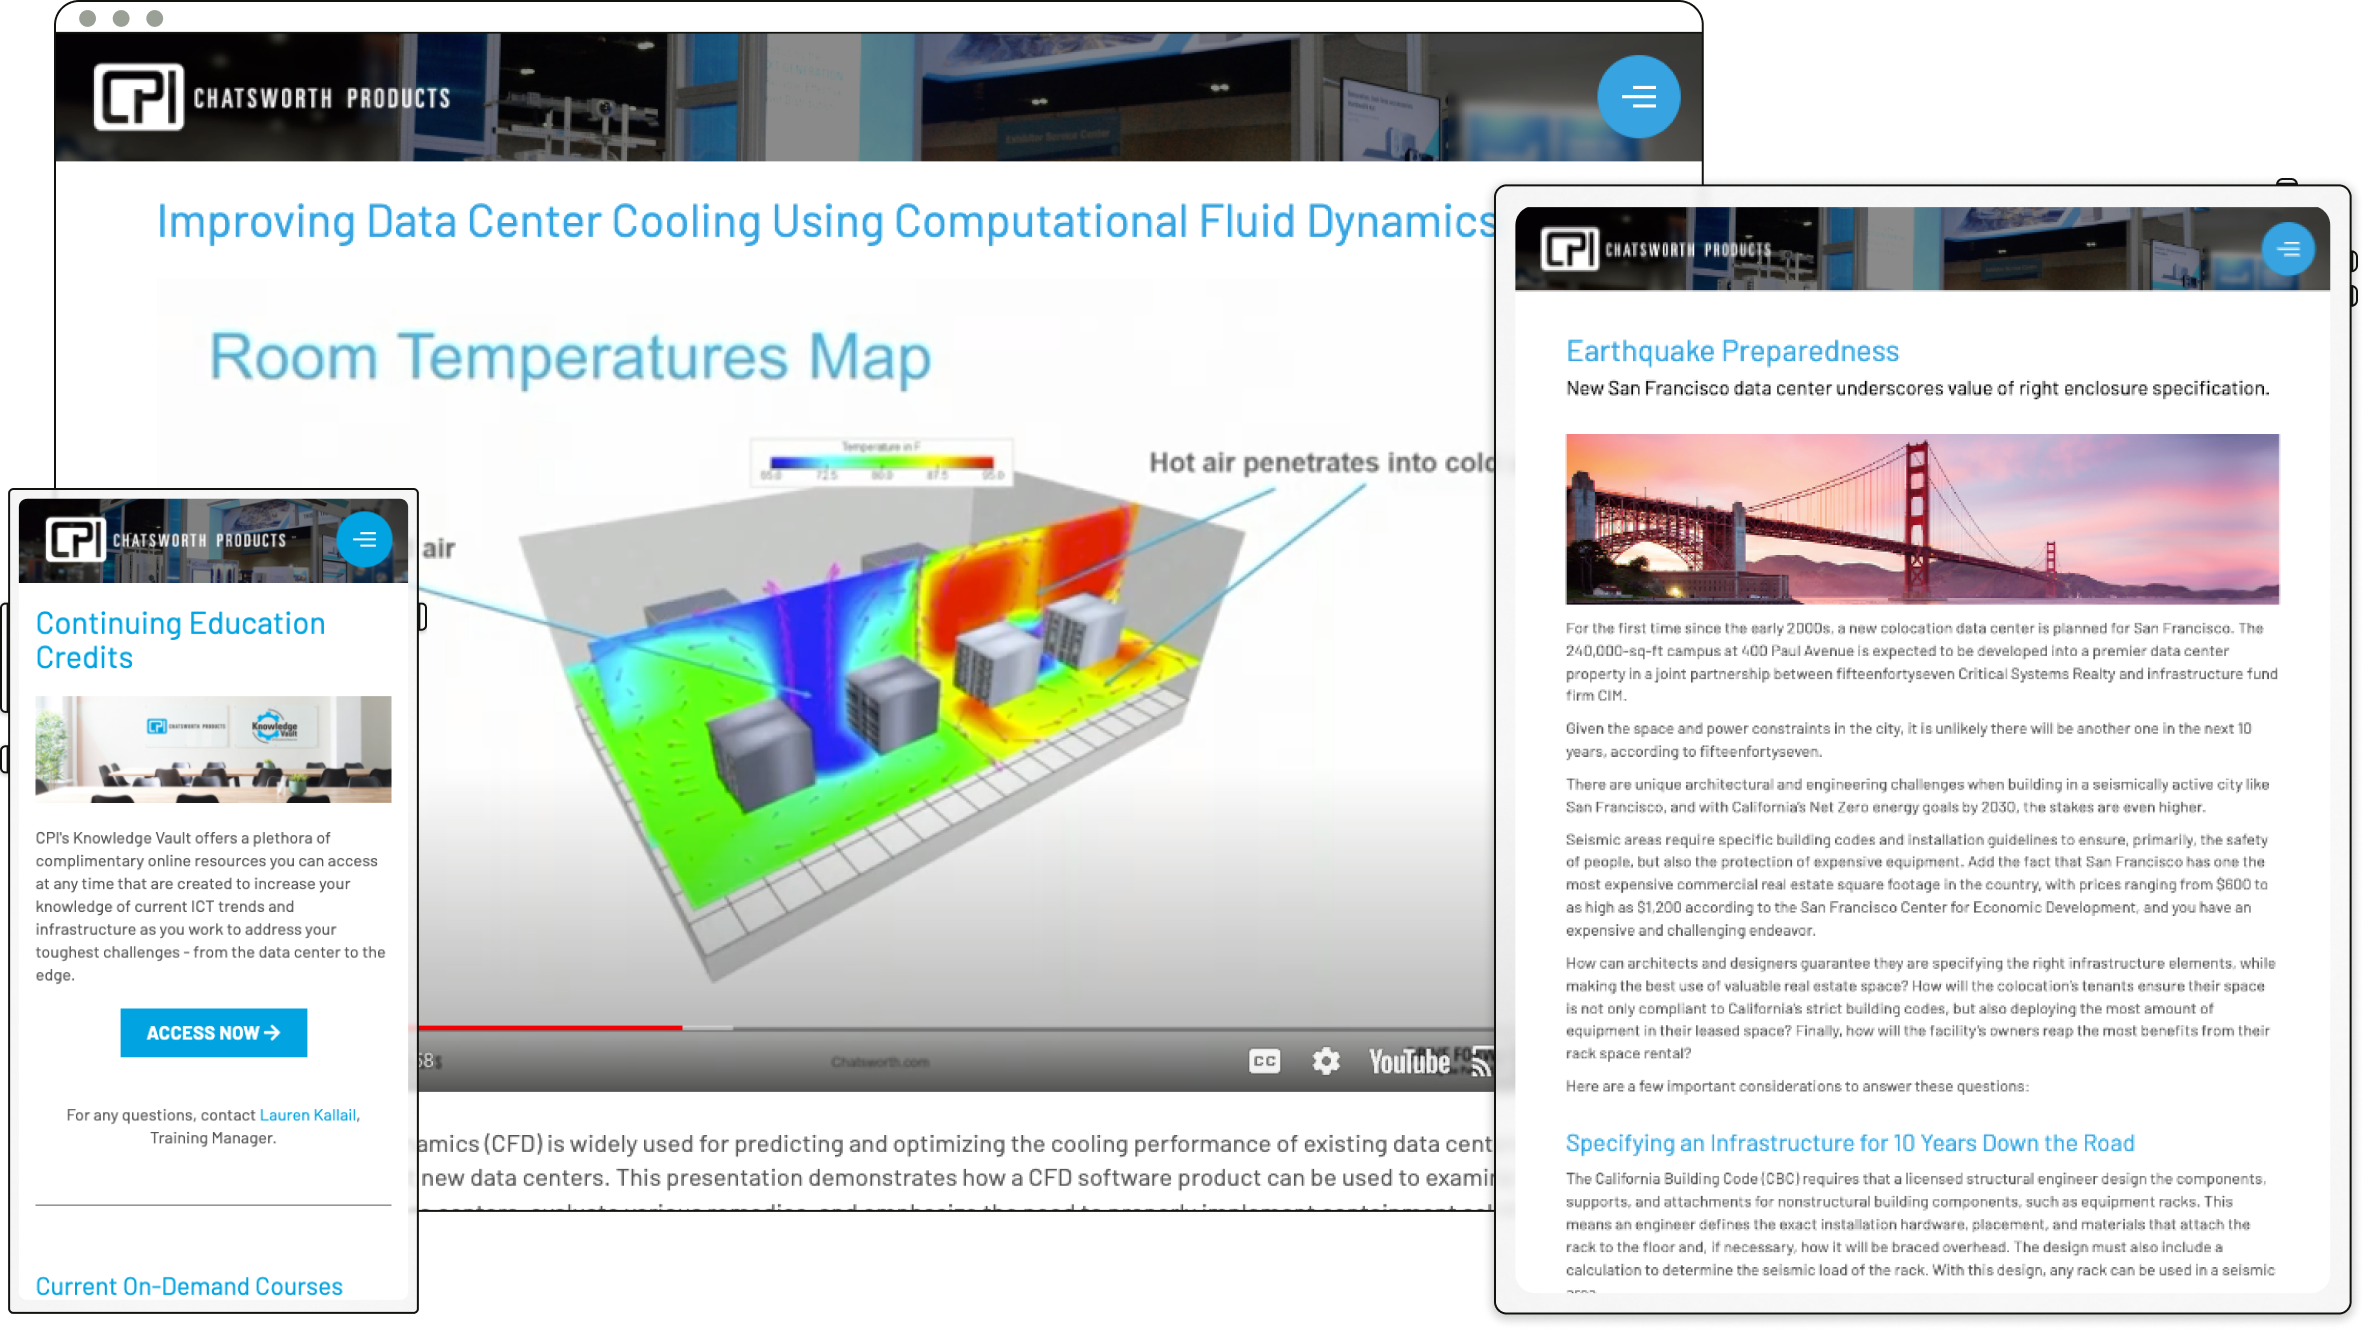 CPI CHATSWORTH PRODUCTS
Improving Data Center Cooling Using Computational Fluid Dynamics
Room Temperatures Map
Temperature in F
65.0 72.5 80.0 87.5 95.0
Hot air penetrates into cold
air
58
Chatsworth.com
CC
YouTube
amics (CFD) is widely used for predicting and optimizing the cooling performance of existing data cent
new data centers. This presentation demonstrates how a CFD software product can be used to examin
CPI CHATSWORTH PRODUCTS
Continuing Education
Credits
CPI CHATSWORTH PRODUCTS
Knowledge
Vault
CPI's Knowledge Vault offers a plethora of
complimentary online resources you can access
at any time that are created to increase your
knowledge of current ICT trends and
infrastructure as you work to address your
toughest challenges - from the data center to the
edge.
ACCESS NOW →
For any questions, contact Lauren Kallail,
Training Manager.
Current On-Demand Courses
CPI CHATSWORTH PRODUCTS
Earthquake Preparedness
New San Francisco data center underscores value of right enclosure specification.
For the first time since the early 2000s, a new colocation data center is planned for San Francisco. The
240,000-sq-ft campus at 400 Paul Avenue is expected to be developed into a premier data center
property in a joint partnership between fifteenfortyseven Critical Systems Realty and infrastructure fund
firm CIM.
Given the space and power constraints in the city, it is unlikely there will be another one in the next 10
years, according to fifteenfortyseven.
There are unique architectural and engineering challenges when building in a seismically active city like
San Francisco, and with California's Net Zero energy goals by 2030, the stakes are even higher.
Seismic areas require specific building codes and installation guidelines to ensure, primarily, the safety
of people, but also the protection of expensive equipment. Add the fact that San Francisco has one the
most expensive commercial real estate square footage in the country, with prices ranging from $600 to
as high as $1,200 according to the San Francisco Center for Economic Development, and you have an
expensive and challenging endeavor.
How can architects and designers guarantee they are specifying the right infrastructure elements, while
making the best use of valuable real estate space? How will the colocation's tenants ensure their space
is not only compliant to California's strict building codes, but also deploying the most amount of
equipment in their leased space? Finally, how will the facility's owners reap the most benefits from their
rack space rental?
Here are a few important considerations to answer these questions:
Specifying an Infrastructure for 10 Years Down the Road
The California Building Code (CBC) requires that a licensed structural engineer design the components,
supports, and attachments for nonstructural building components, such as equipment racks. This
means an engineer defines the exact installation hardware, placement, and materials that attach the
rack to the floor and, if necessary, how it will be braced overhead. The design must also include a
calculation to determine the seismic load of the rack. With this design, any rack can be used in a seismic